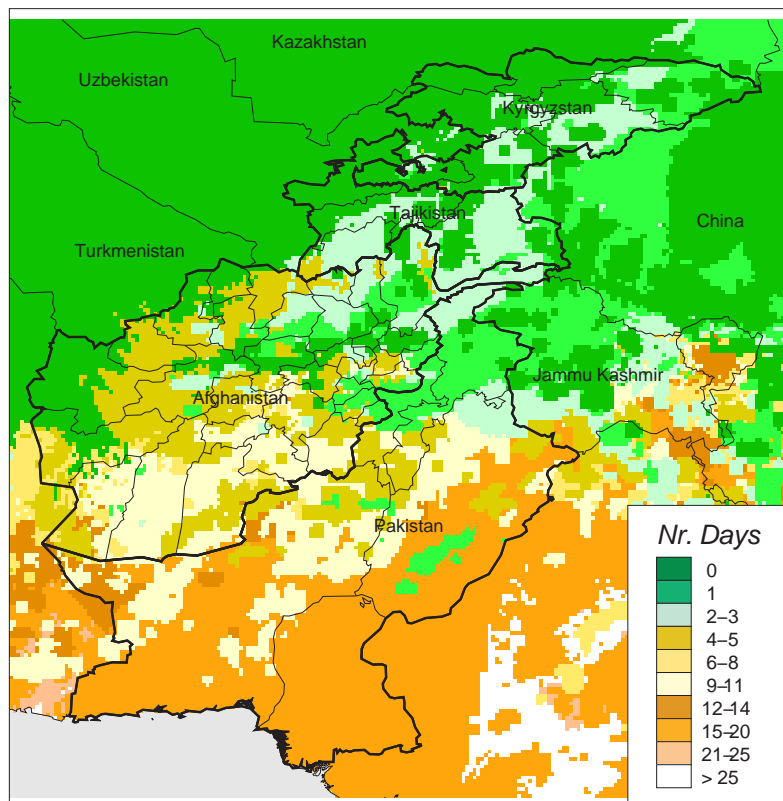 Kazakhstan
Uzbekistan
Kyrgyzstan
Tajikistan
China
Turkmenistan
Jammu Kashmir
Afghanistan
Pakistan
Nr. Days
0
1
2–3
4–5
6–8
9–11
12–14
15–20
21–25
> 25